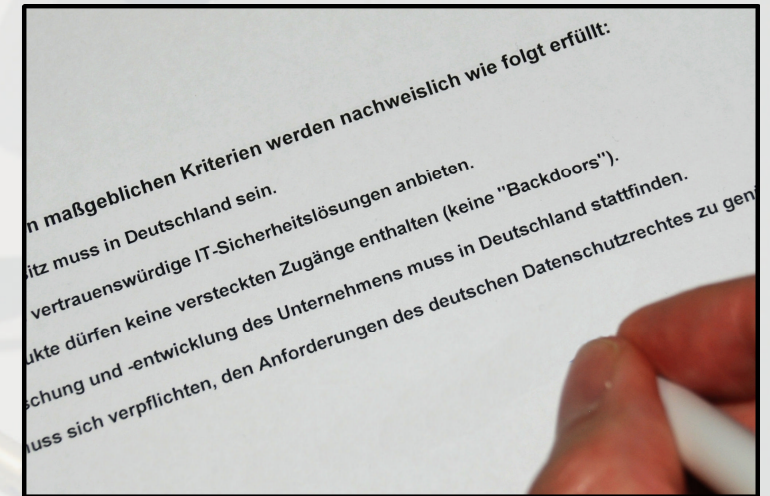 n maßgeblichen Kriterien werden nachweislich wie folgt erfüllt:
itz muss in Deutschland sein.
vertrauenswürdige IT-Sicherheitslösungen anbieten.
ukte dürfen keine versteckten Zugänge enthalten (keine "Backdoors").
schung und -entwicklung des Unternehmens muss in Deutschland stattfinden.
uss sich verpflichten, den Anforderungen des deutschen Datenschutzrechtes zu geni